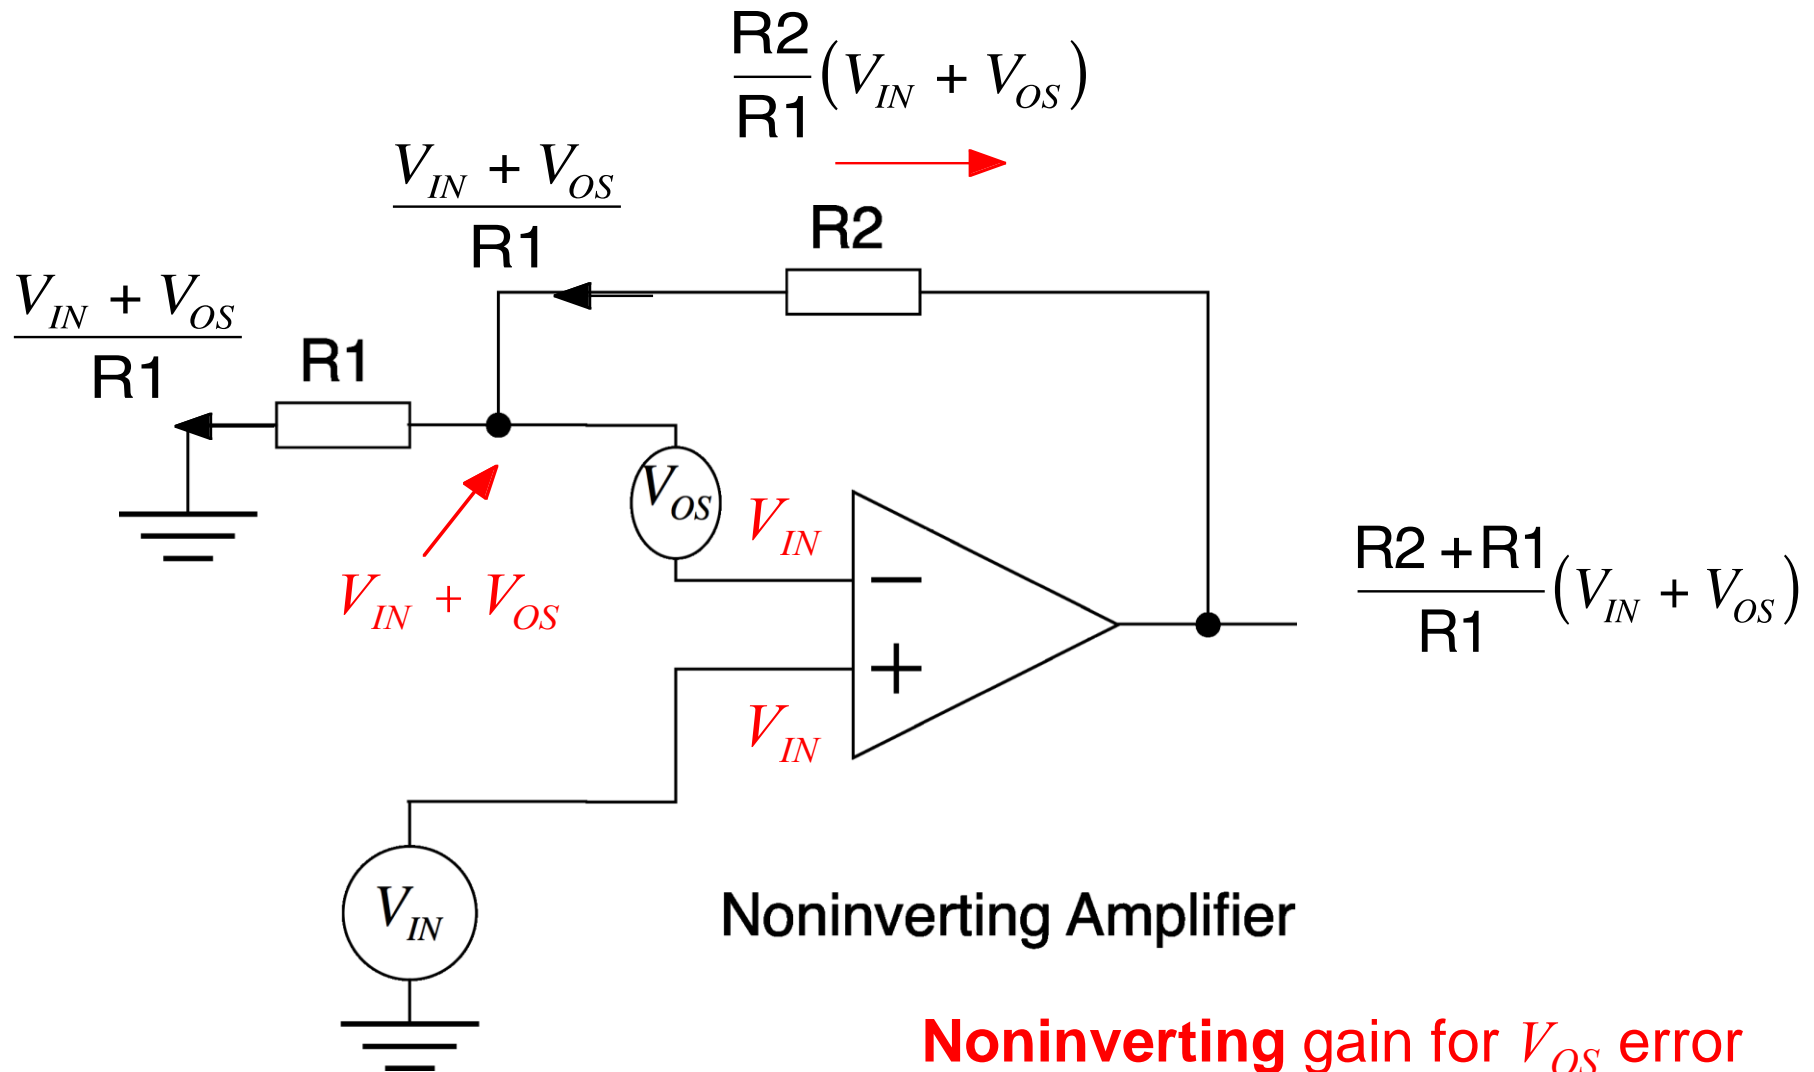 R2
R1
(V_IN + V_OS)
V_IN + V_OS
R1
R2
V_IN + V_OS
R1
R1
V_OS
V_IN
−
V_IN + V_OS
R2 + R1
R1
(V_IN + V_OS)
+
V_IN
V_IN
Noninverting Amplifier
Noninverting gain for V_OS error